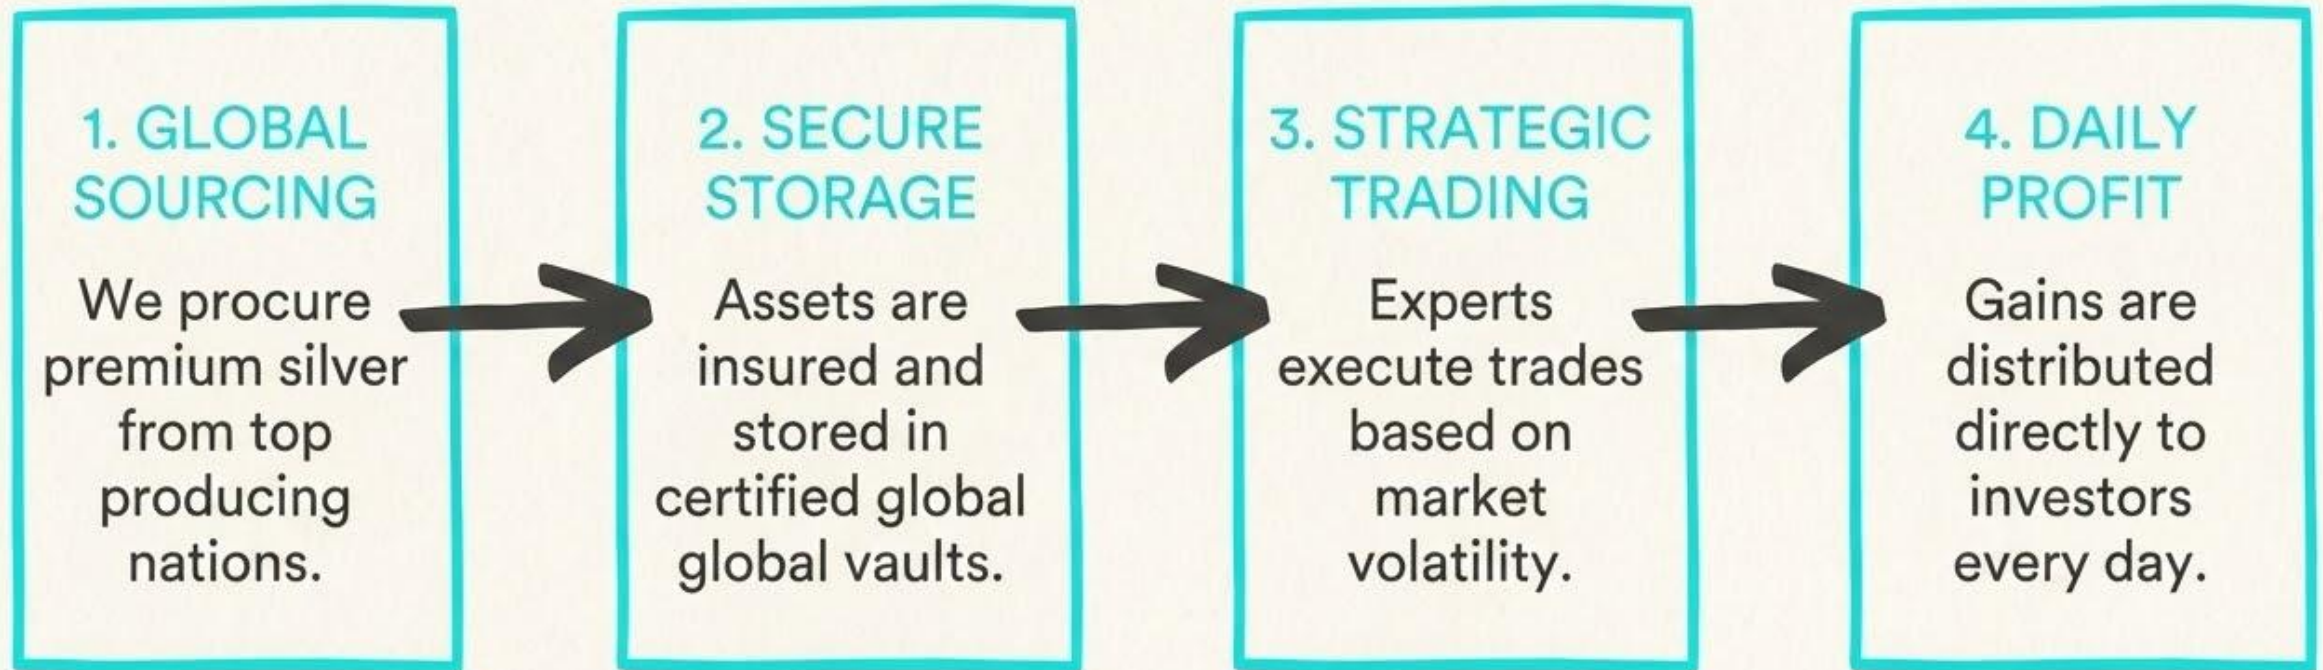 1. GLOBAL
SOURCING
We procure
premium silver
from top
producing
nations.
2. SECURE
STORAGE
Assets are
insured and
stored in
certified global
global vaults.
3. STRATEGIC
TRADING
Experts
execute trades
based on
market
volatility.
4. DAILY
PROFIT
Gains are
distributed
directly to
investors
every day.